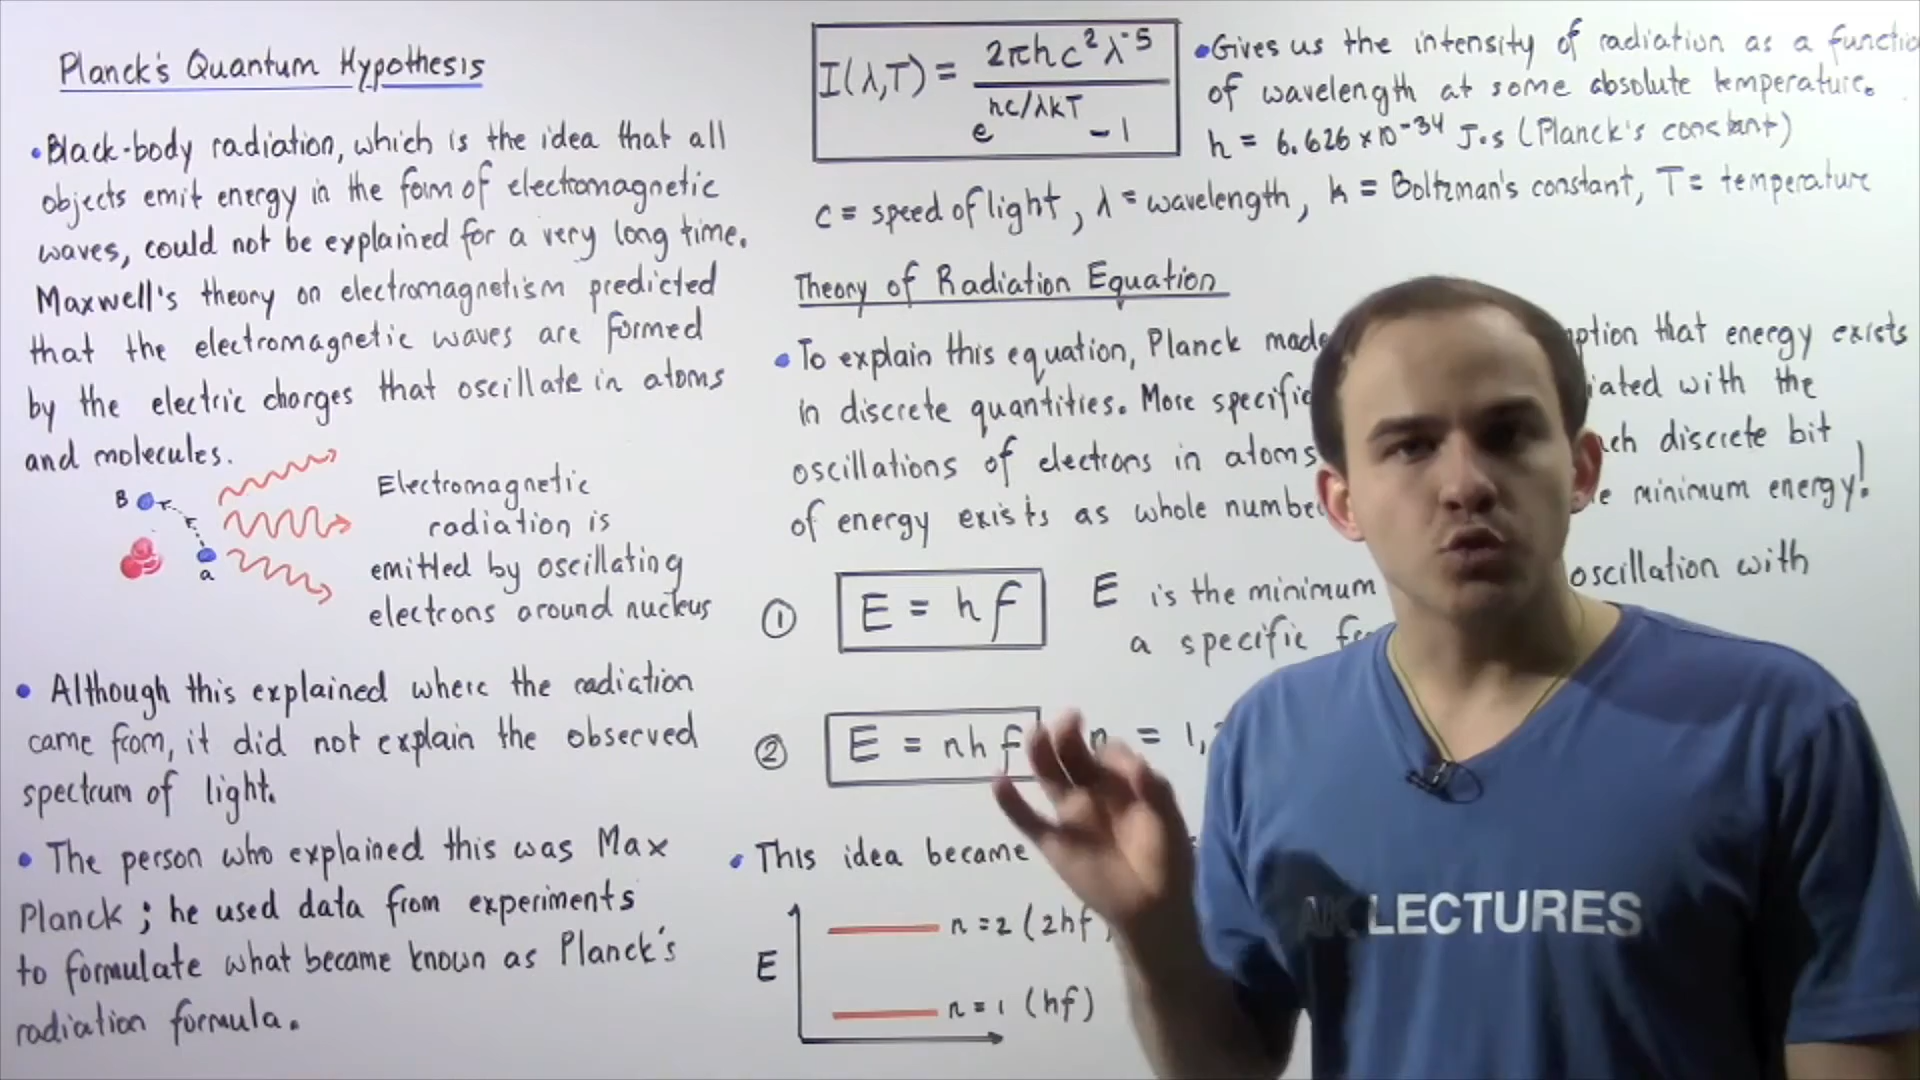 Planck's Quantum Hypothesis
• Black-body radiation, which is the idea that all
objects emit energy in the form of electromagnetic
waves, could not be explained for a very long time.
Maxwell's theory on electromagnetism predicted
that the electromagnetic waves are formed
by the electric charges that oscillate in atoms
and molecules.
B
a
Electromagnetic
radiation is
emitted by oscillating
electrons around nucleus
• Although this explained where the radiation
came from, it did not explain the observed
spectrum of light.
• The person who explained this was Max
Planck; he used data from experiments
to formulate what became known as Planck's
radiation formula.
I(λ,T) = 2πhc²λ⁻⁵ / e^(hc/λkT) − 1
• Gives us the intensity of radiation as a functio
of wavelength at some absolute temperature.
h = 6.626×10⁻³⁴ J·s (Planck's constant)
c = speed of light, λ = wavelength, k = Boltzman's constant, T = temperature
Theory of Radiation Equation
• To explain this equation, Planck made ption that energy exists
in discrete quantities. More specific iated with the
oscillations of electrons in atoms ch discrete bit
of energy exists as whole numbe e minimum energy!
① E = hf E is the minimum oscillation with
a specific
② E = nhf n = 1,
• This idea became
E
n=2 (2hf)
n=1 (hf)
AK LECTURES